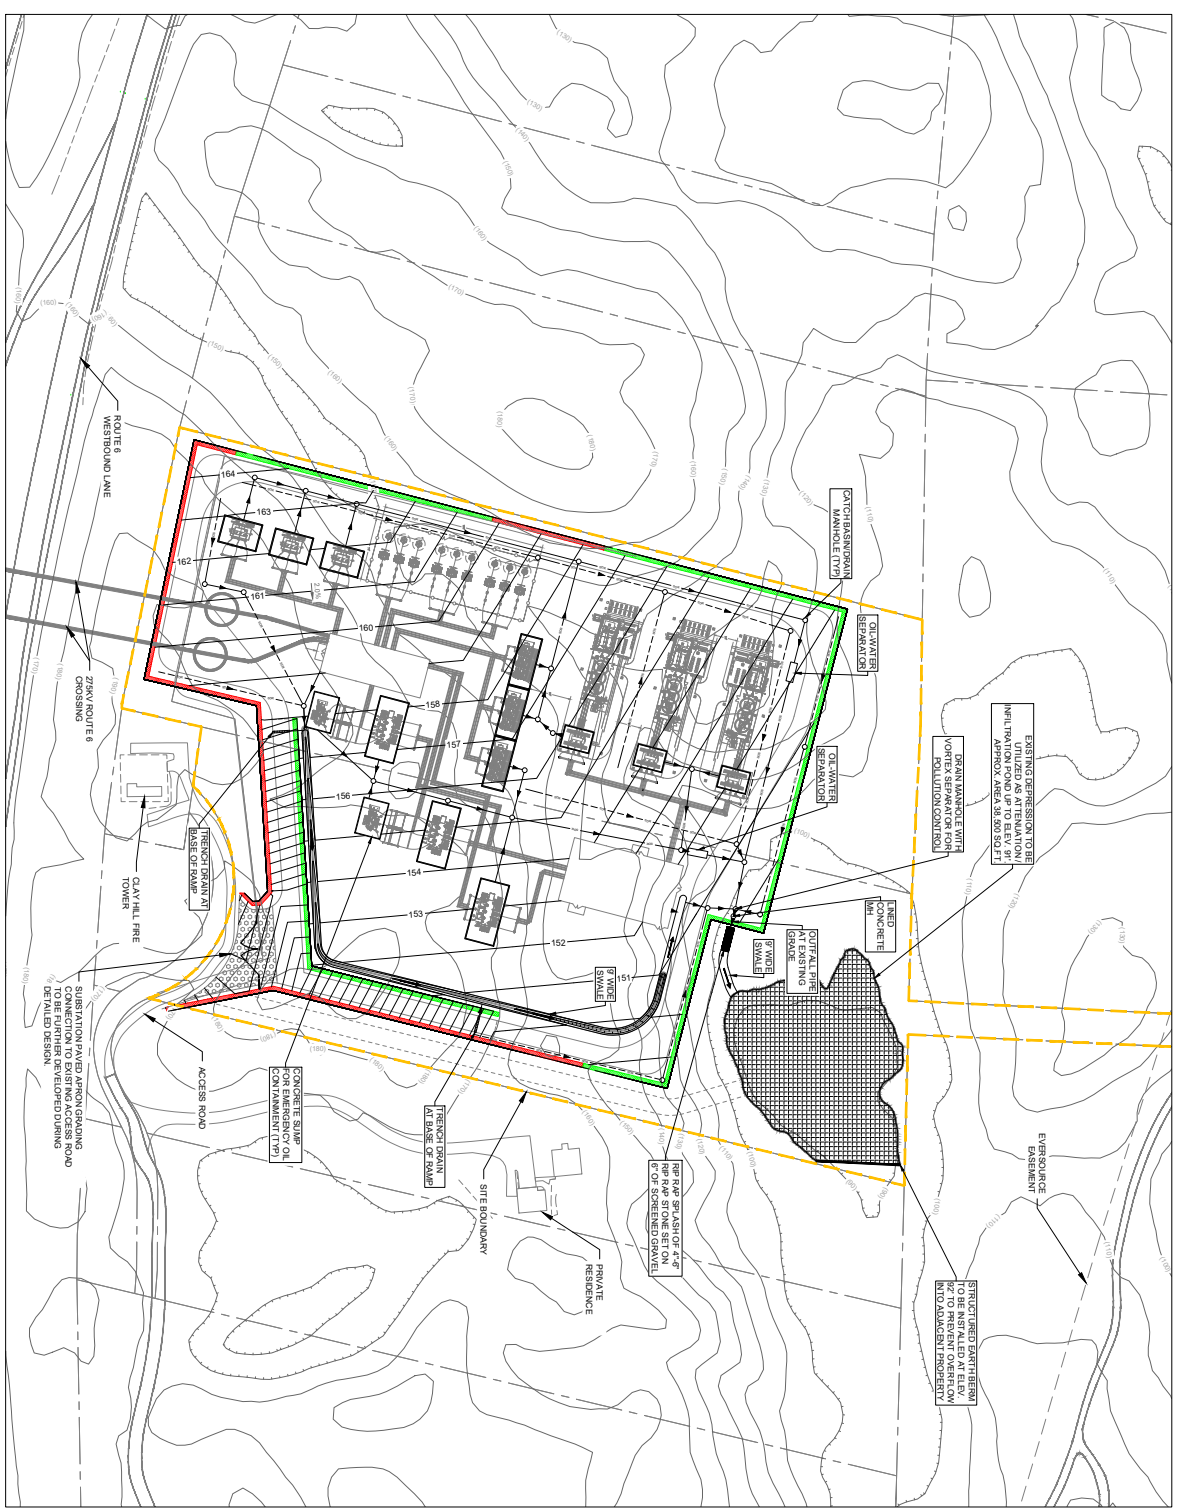 EXISTING DEPRESSION TO BE
UTILIZED AS ATTENUATION/
INFILTRATION POND UP TO ELEV. 91'.
APPROX AREA 38,500 SQ.FT.
DRAIN MANHOLE WITH
VORTEX SEPARATOR FOR
POLLUTION CONTROL
CATCH BASIN/DRAIN
MANHOLE (TYP)
OIL-WATER
SEPARATOR
OIL-WATER
SEPARATOR
LINED
CONCRETE
MH
OUTFALL PIPE
AT EXISTING
GRADE
9' WIDE
SWALE
9' WIDE
SWALE
EVERSOURCE
EASEMENT
STRUCTURED EARTH BERM
TO BE INSTALLED AT ELEV.
92' TO PREVENT OVERFLOW
INTO ADJACENT PROPERTY
RIP RAP SPLASH OF 4"-6"
RIP RAP STONE SET ON
6" OF SCREENED GRAVEL
PRIVATE
RESIDENCE
SITE BOUNDARY
TRENCH DRAIN
AT BASE OF RAMP
CONCRETE SUMP
FOR EMERGENCY OIL
CONTAINMENT (TYP)
ACCESS ROAD
TRENCH DRAIN AT
BASE OF RAMP
CLAY HILL FIRE
TOWER
SUBSTATION PAVED APRON GRADING
CONNECTION TO EXISTING ACCESS ROAD
TO BE FURTHER DEVELOPED DURING
DETAILED DESIGN.
ROUTE 6
WESTBOUND LANE
275KV ROUTE 6
CROSSING
164
163
162
161
160
158
157
156
154
153
152
151
2.0%